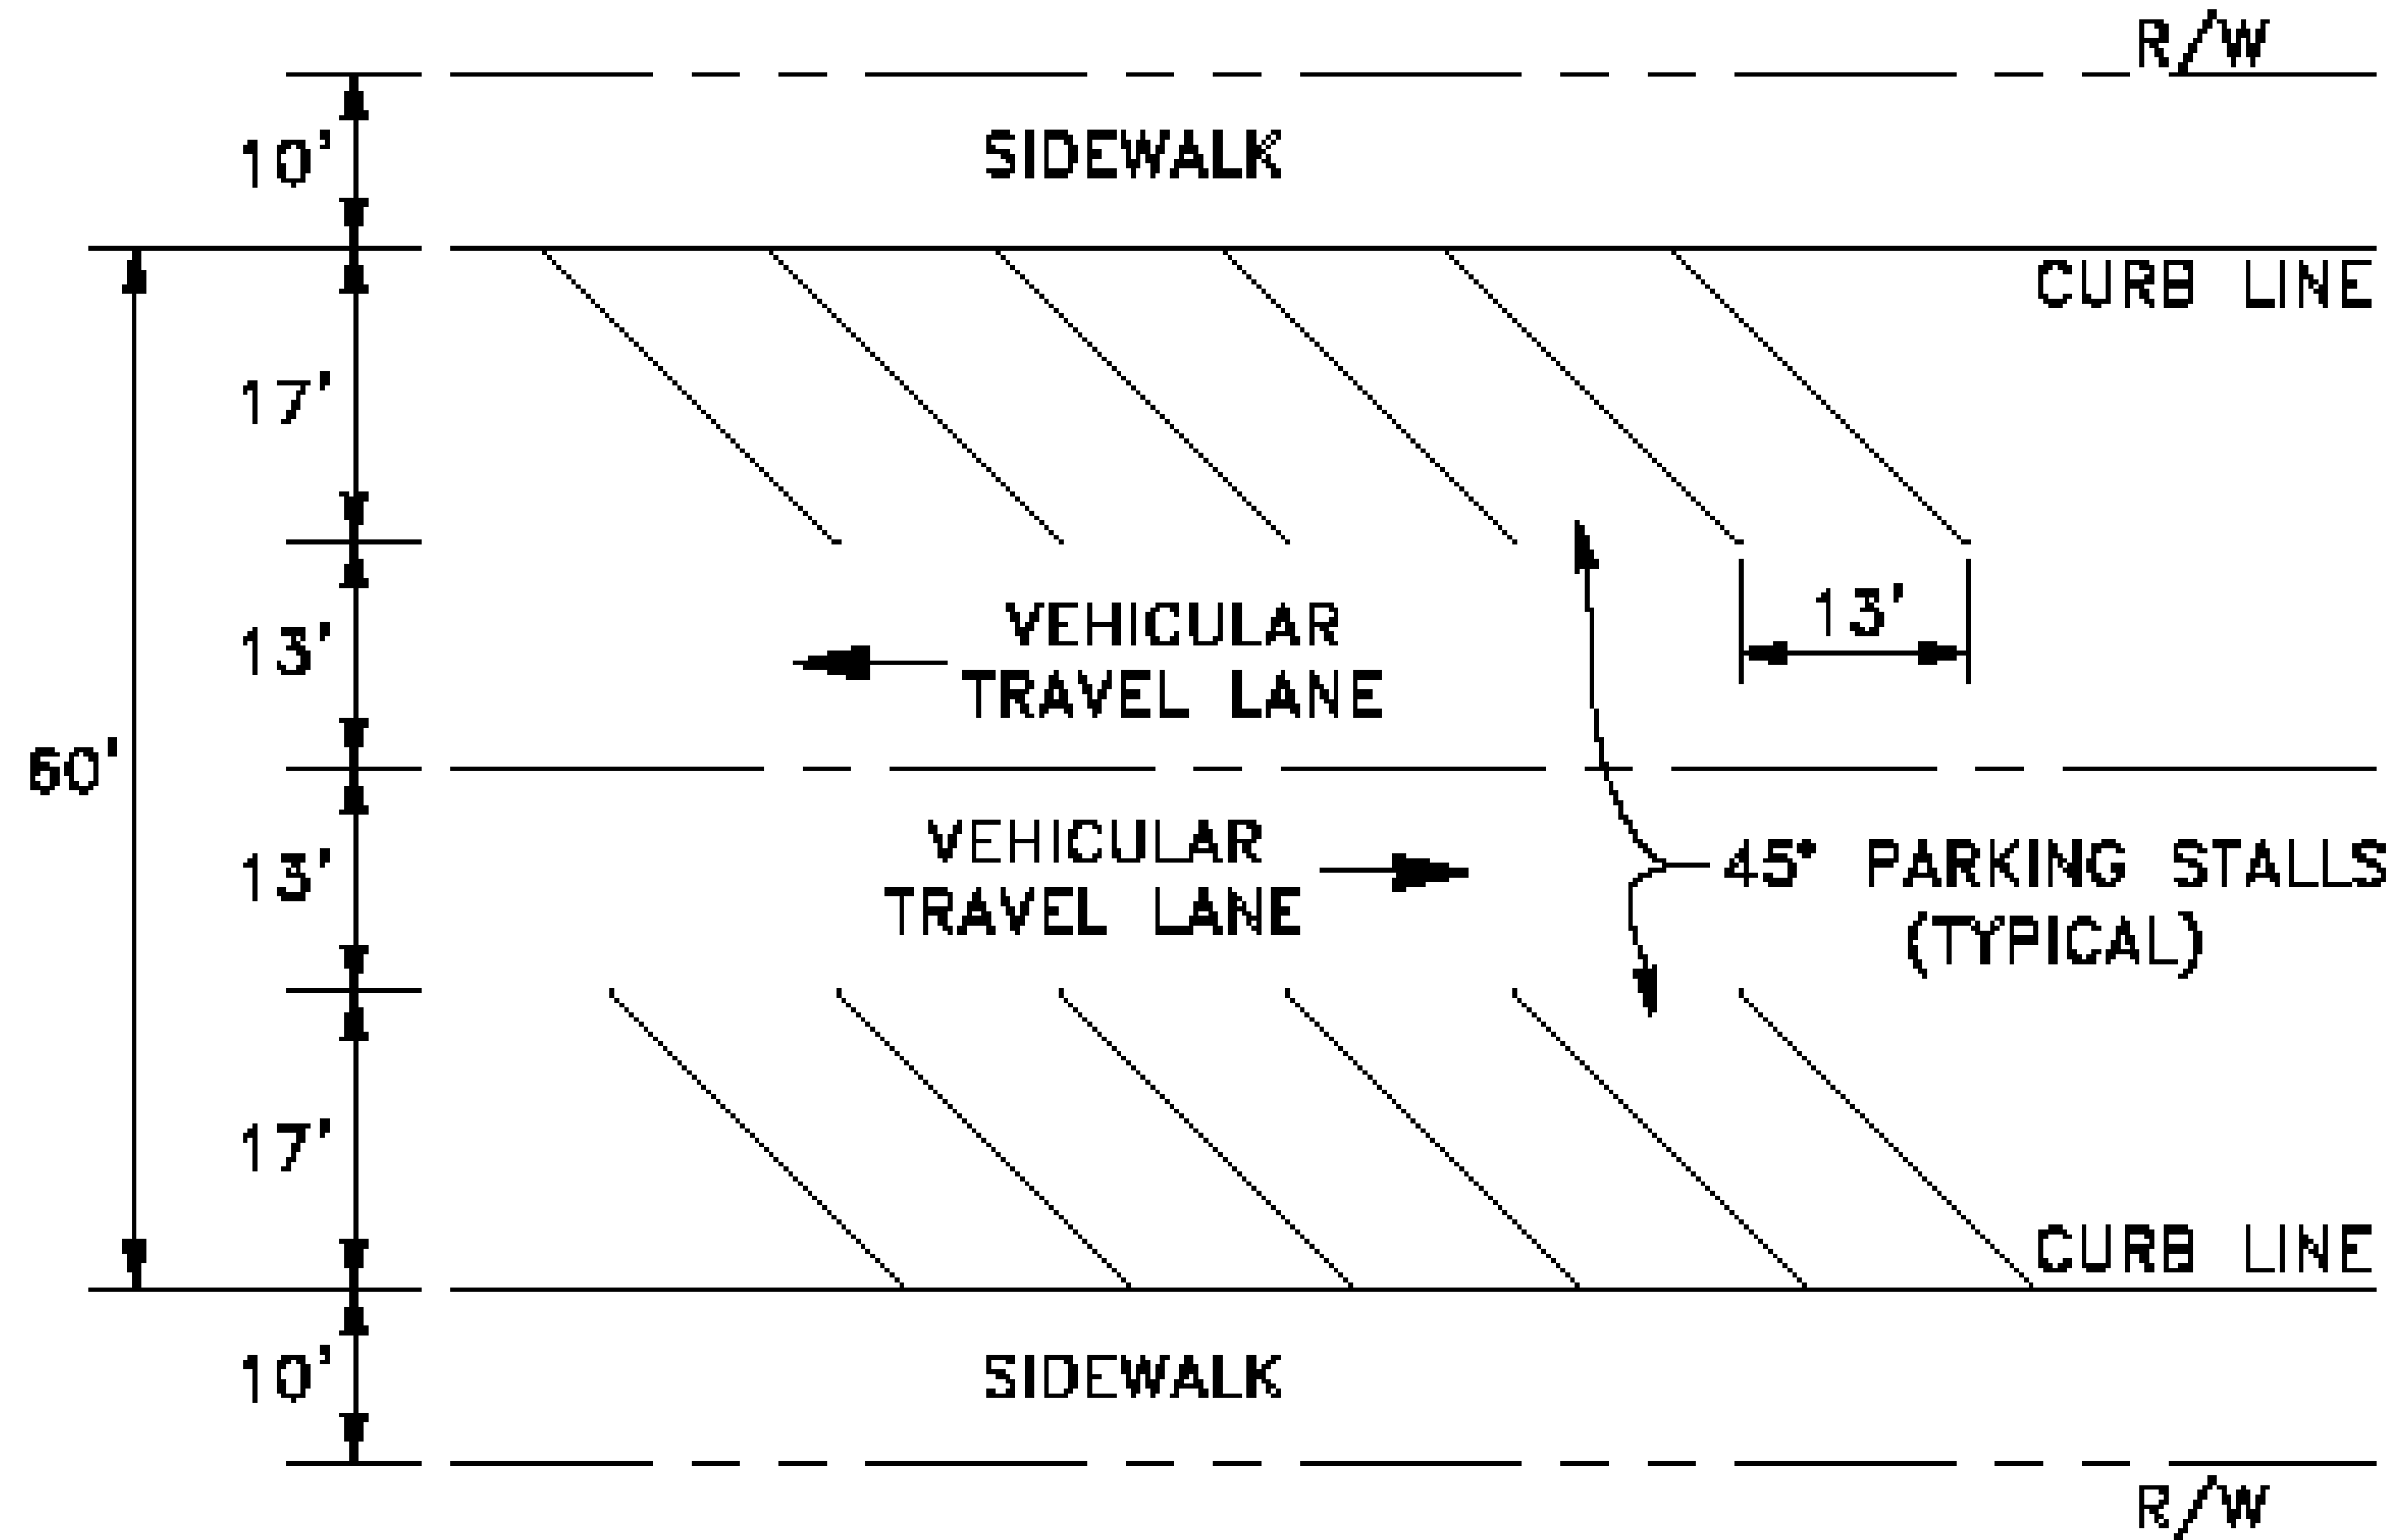 R/W
10'
SIDEWALK
CURB LINE
17'
13'
VEHICULAR
TRAVEL LANE
13'
60'
13'
VEHICULAR
TRAVEL LANE
45° PARKING STALLS
(TYPICAL)
17'
CURB LINE
10'
SIDEWALK
R/W